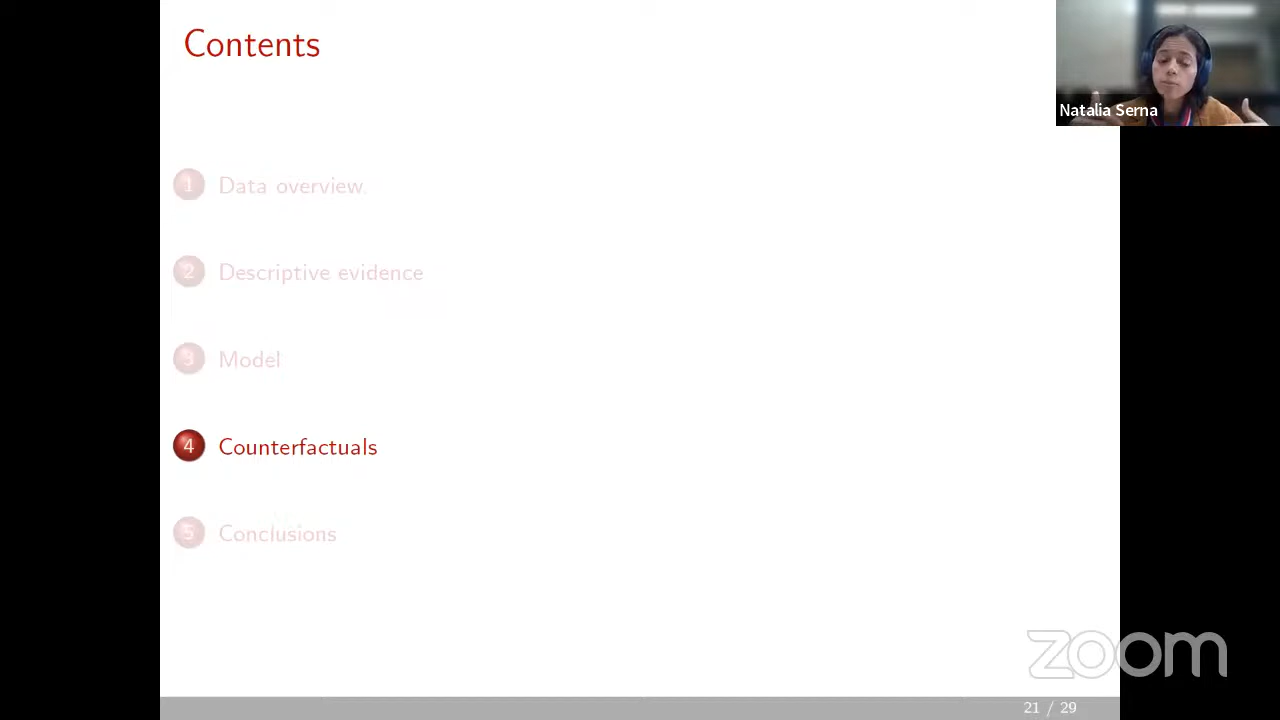 Contents
Natalia Serna
1 Data overview.
2 Descriptive evidence
3 Model
4 Counterfactuals
5 Conclusions
zoom
21 / 29